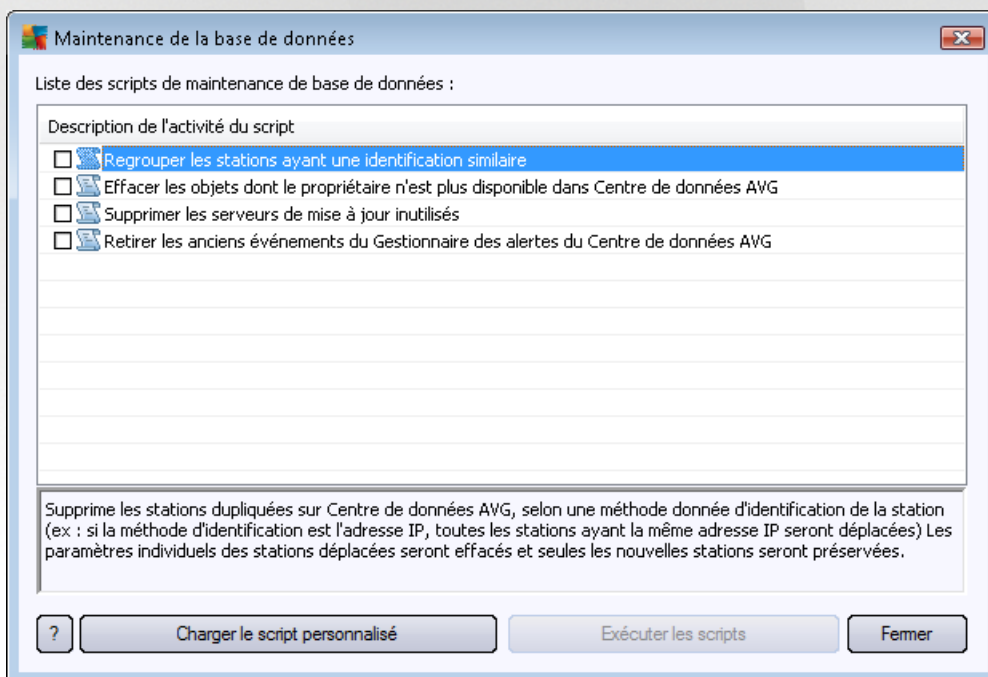 Maintenance de la base de données
Liste des scripts de maintenance de base de données :
Description de l'activité du script
Regrouper les stations ayant une identification similaire
Effacer les objets dont le propriétaire n'est plus disponible dans Centre de données AVG
Supprimer les serveurs de mise à jour inutilisés
Retirer les anciens événements du Gestionnaire des alertes du Centre de données AVG
Supprime les stations dupliquées sur Centre de données AVG, selon une méthode donnée d'identification de la station
(ex : si la méthode d'identification est l'adresse IP, toutes les stations ayant la même adresse IP seront déplacées) Les
paramètres individuels des stations déplacées seront effacés et seules les nouvelles stations seront préservées.
? Charger le script personnalisé Exécuter les scripts Fermer